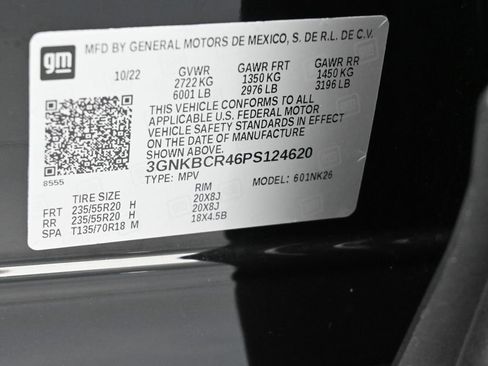 gm
MFD BY GENERAL MOTORS DE MEXICO, S. DE R.L. DE C.V.
10/22 GVWR GAWR FRT GAWR RR
2722 KG 1350 KG 1450 KG
6001 LB 2976 LB 3196 LB
THIS VEHICLE CONFORMS TO ALL
APPLICABLE U.S. FEDERAL MOTOR
VEHICLE SAFETY STANDARDS IN EFFECT
ON THE DATE OF MANUFACTURE
SHOWN ABOVE.
3GNKBCR46PS124620
8555 TYPE: MPV MODEL: 601NK26
TIRE SIZE RIM
FRT 235/55R20 H 20X8J
RR 235/55R20 H 20X8J
SPA T135/70R18 M 18X4.5B